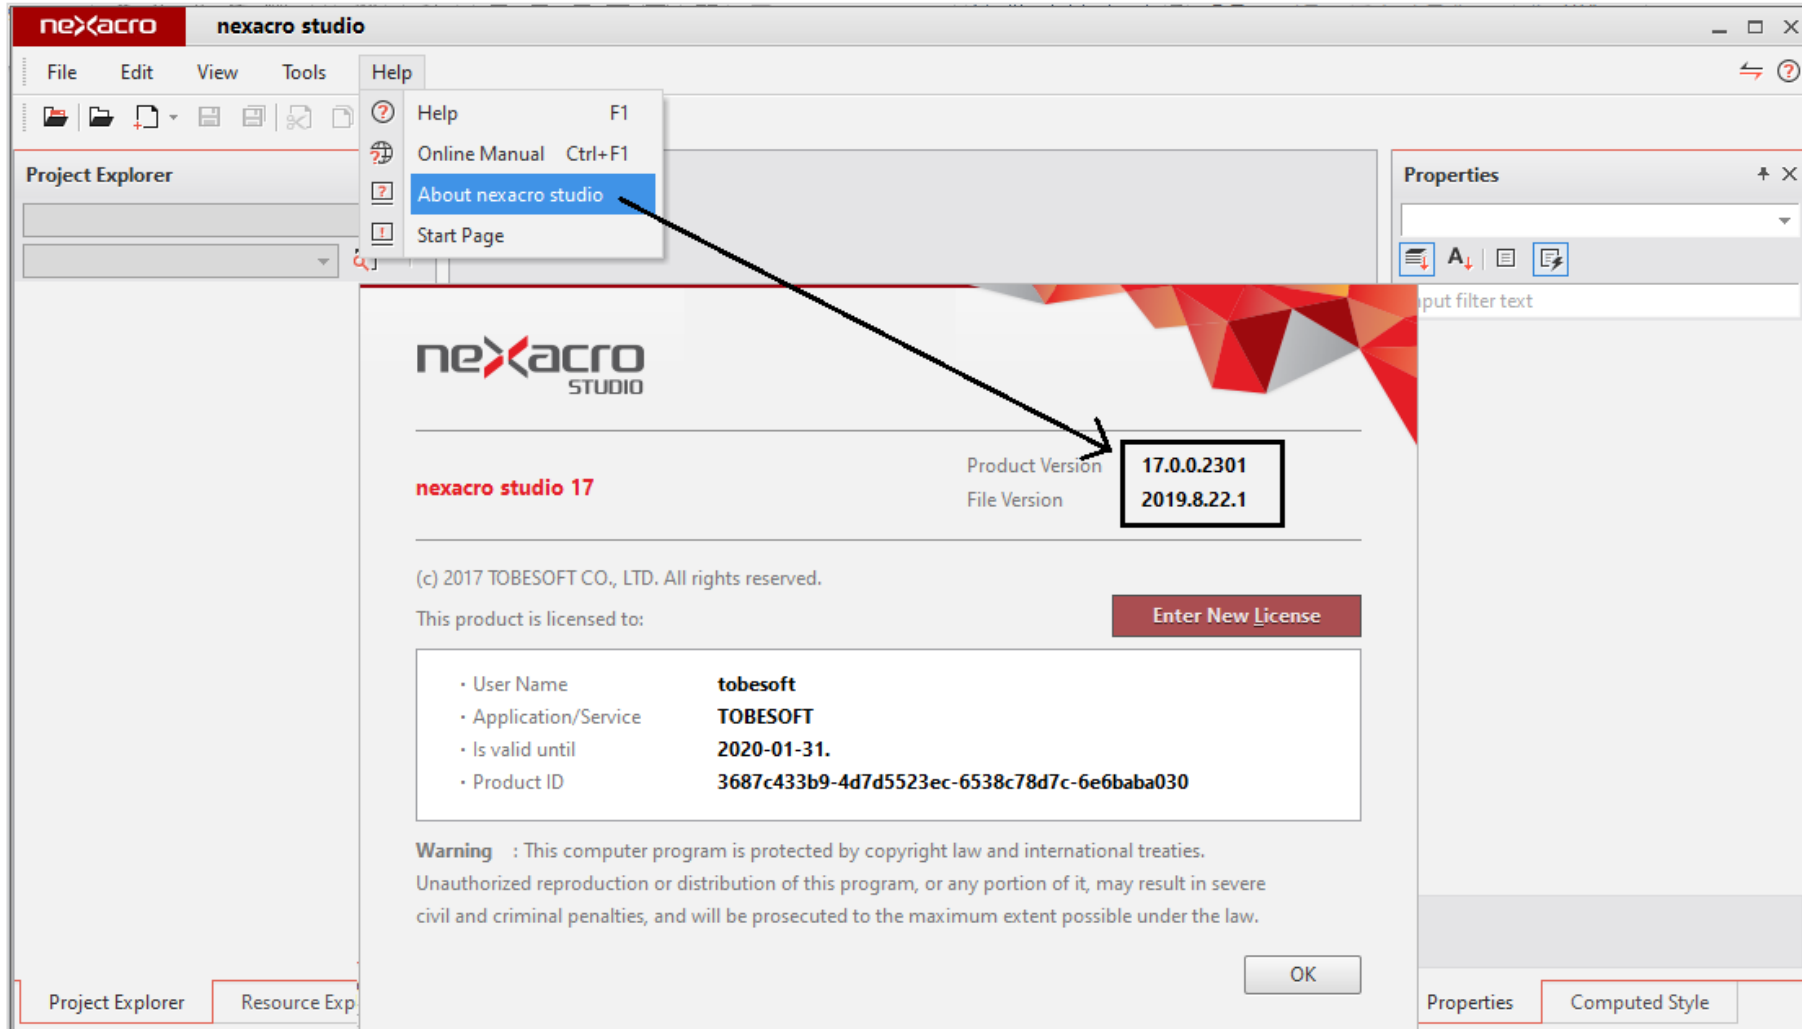 nexacro nexacro studio
File Edit View Tools Help
Help F1
Online Manual Ctrl+F1
About nexacro studio
Start Page
Project Explorer
Properties
nexacro
STUDIO
nexacro studio 17
Product Version 17.0.0.2301
File Version 2019.8.22.1
(c) 2017 TOBESOFT CO., LTD. All rights reserved.
This product is licensed to:
Enter New License
· User Name tobesoft
· Application/Service TOBESOFT
· Is valid until 2020-01-31.
· Product ID 3687c433b9-4d7d5523ec-6538c78d7c-6e6baba030
Warning : This computer program is protected by copyright law and international treaties.
Unauthorized reproduction or distribution of this program, or any portion of it, may result in severe
civil and criminal penalties, and will be prosecuted to the maximum extent possible under the law.
OK
put filter text
Project Explorer Resource Exp
Properties Computed Style